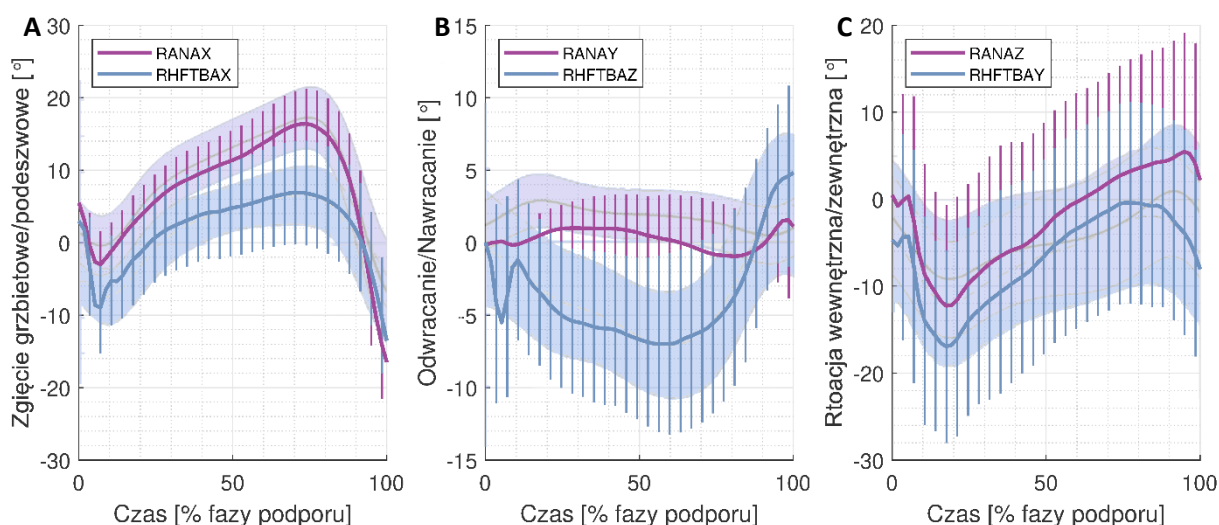 A
Zgięcie grzbietowe/podeszwowe [°]
30
20
10
0
-10
-20
-30
RANAX
RHFTBAX
0
50
100
Czas [% fazy podporu]
B
Odwracanie/Nawracanie [°]
15
10
5
0
-5
-10
-15
RANAY
RHFTBAZ
0
50
100
Czas [% fazy podporu]
C
Rtoacja wewnętrzna/zewnętrzna [°]
20
10
0
-10
-20
-30
RANAZ
RHFTBAY
0
50
100
Czas [% fazy podporu]